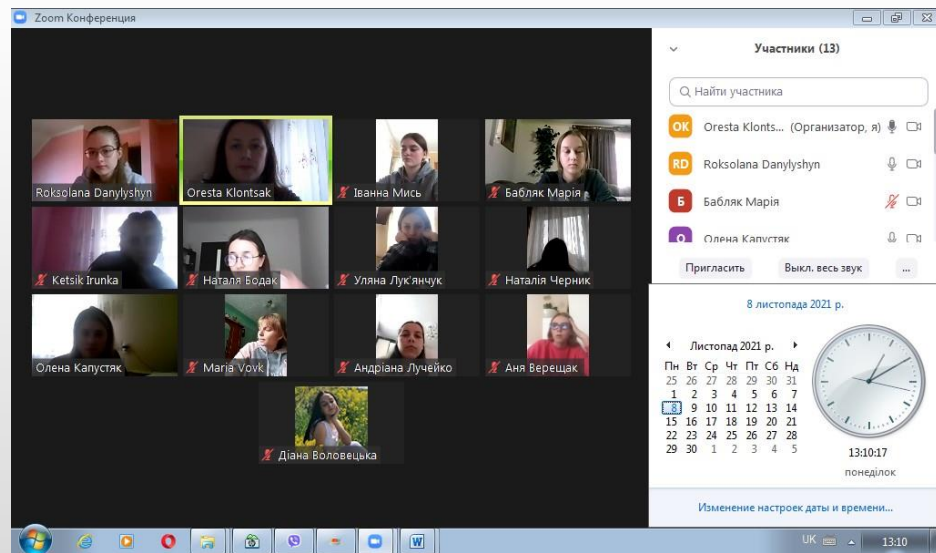 Zoom Конференция
Roksolana Danylyshyn
Oresta Klontsak
Іванна Мись
Бабляк Марія
Ketsik Irunka
Наталя Бодак
Уляна Лук'янчук
Наталія Черник
Олена Капустяк
Maria Vovk
Андріана Лучейко
Аня Верещак
Діана Воловецька
Участники (13)
Найти участника
OK Oresta Klonts... (Организатор, я)
RD Roksolana Danylyshyn
Б Бабляк Марія
О Олена Капустяк
Пригласить Выкл. весь звук ...
8 листопада 2021 р.
Листопад 2021 р.
Пн Вт Ср Чт Пт Сб Нд
25 26 27 28 29 30 31
1 2 3 4 5 6 7
8 9 10 11 12 13 14
15 16 17 18 19 20 21
22 23 24 25 26 27 28
29 30 1 2 3 4 5
13:10:17
понеділок
Изменение настроек даты и времени...
W
UK 13:10